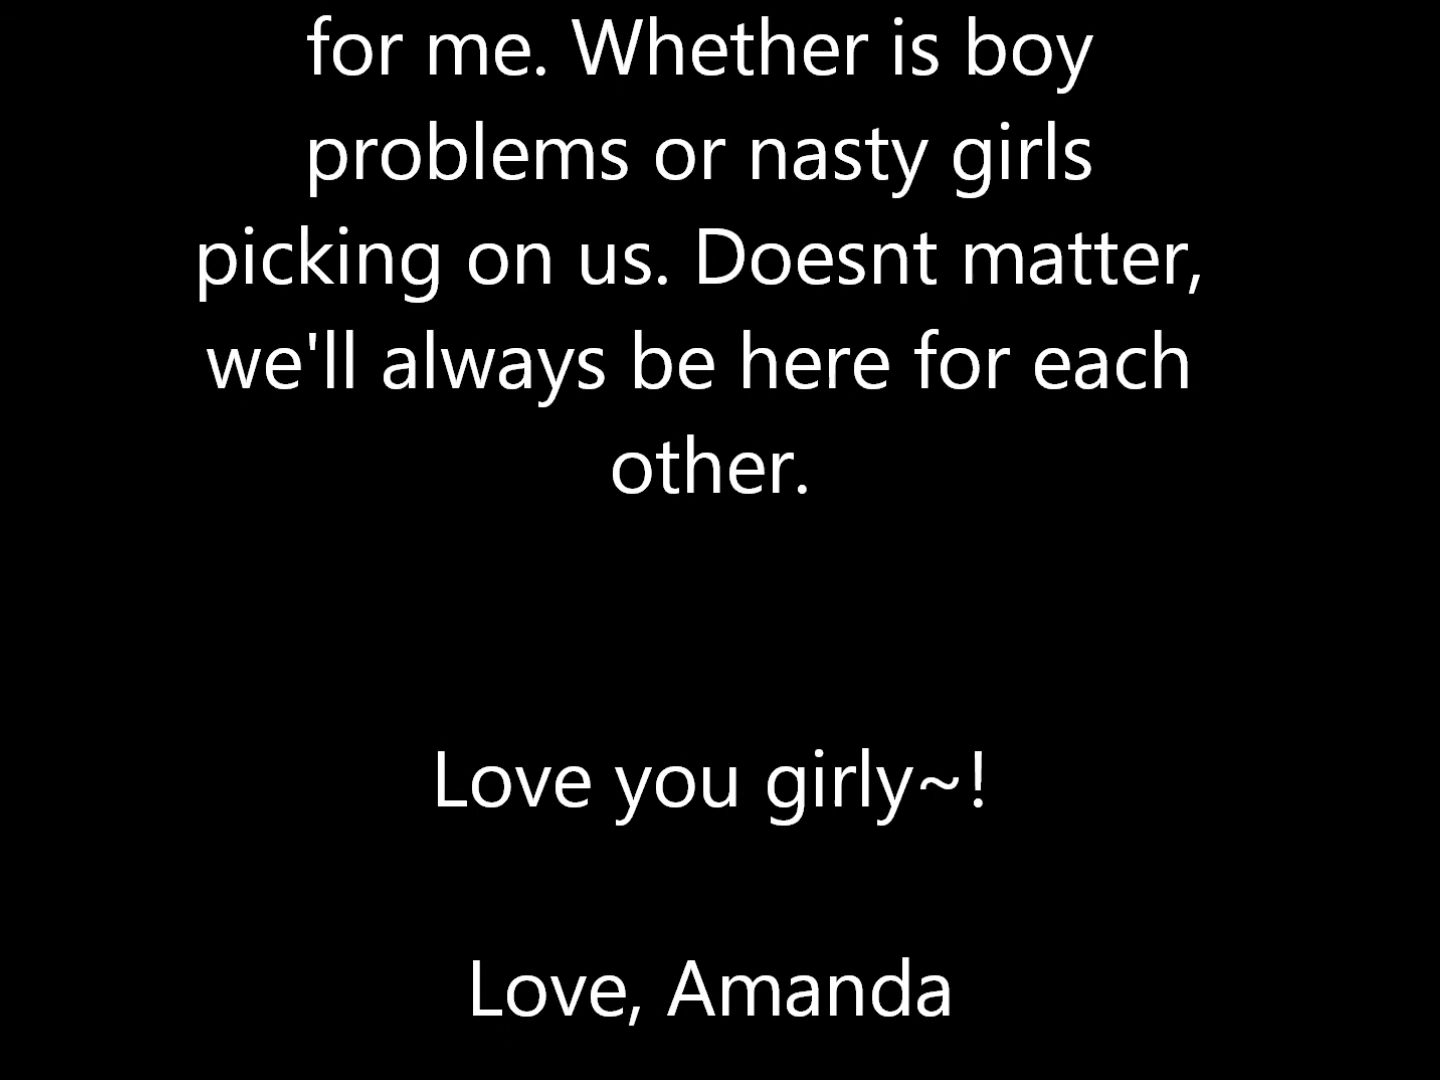 for me. Whether is boy
problems or nasty girls
picking on us. Doesnt matter,
we'll always be here for each
other.
Love you girly~!
Love, Amanda